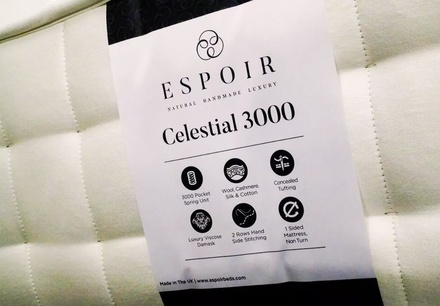 ESPOIR
NATURAL HANDMADE LUXURY
Celestial 3000
3000 Pocket
Spring Unit
Wool, Cashmere,
Silk & Cotton
Concealed
Tufting
Luxury Viscose
Damask
2 Rows Hand
Side Stitching
1 Sided
Mattress,
Non Turn
Made in The UK | www.espoirbeds.com